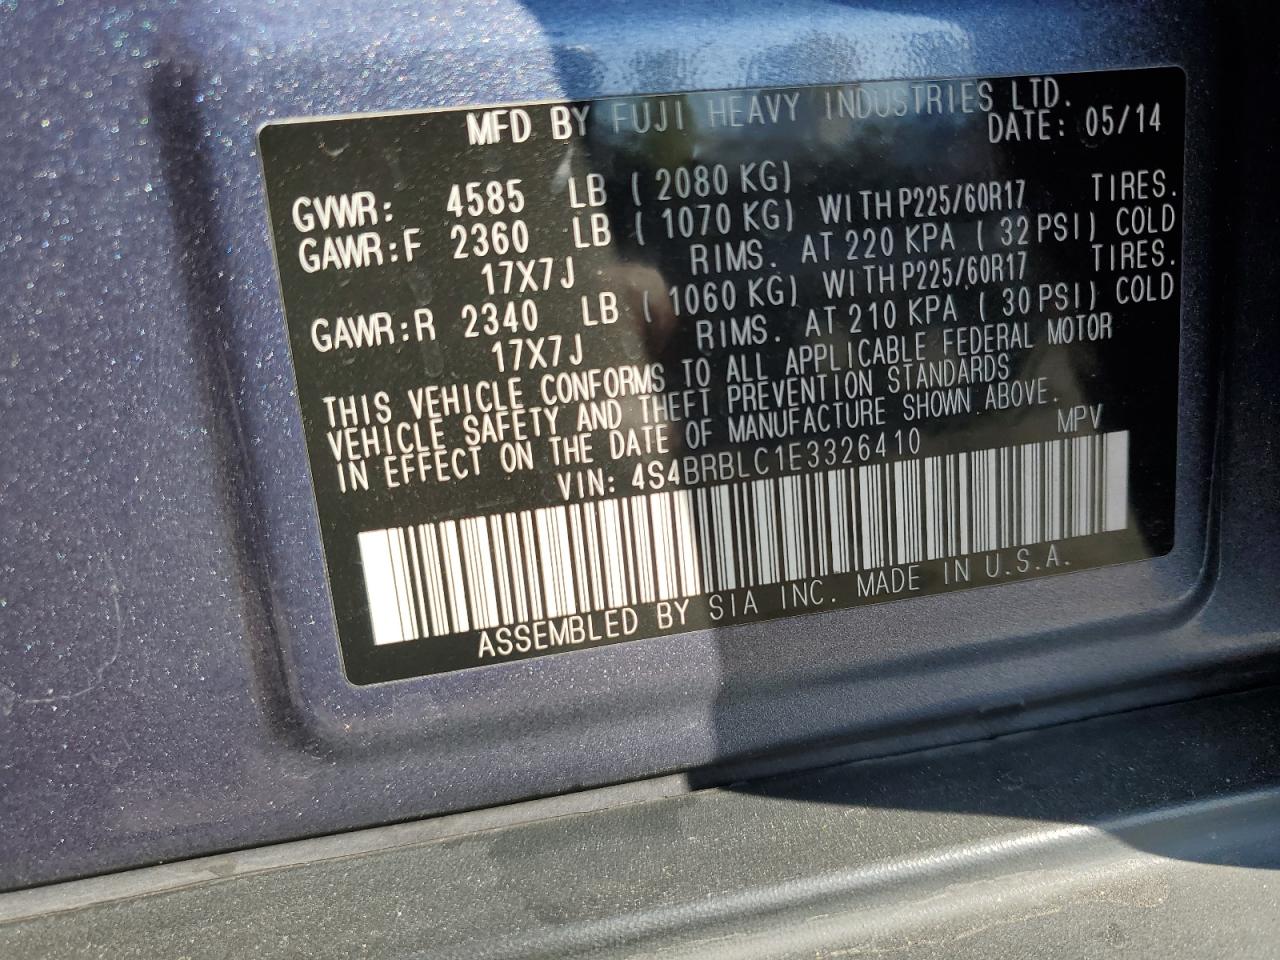 MFD BY FUJI HEAVY INDUSTRIES LTD.
DATE: 05/14
GVWR: 4585 LB ( 2080 KG)
GAWR:F 2360 LB ( 1070 KG) WITH P225/60R17 TIRES.
17X7J RIMS. AT 220 KPA ( 32 PSI) COLD
GAWR:R 2340 LB ( 1060 KG) WITH P225/60R17 TIRES.
17X7J RIMS. AT 210 KPA ( 30 PSI) COLD
THIS VEHICLE CONFORMS TO ALL APPLICABLE FEDERAL MOTOR
VEHICLE SAFETY AND THEFT PREVENTION STANDARDS
IN EFFECT ON THE DATE OF MANUFACTURE SHOWN ABOVE.
VIN: 4S4BRBLC1E3326410 MPV
ASSEMBLED BY SIA INC. MADE IN U.S.A.